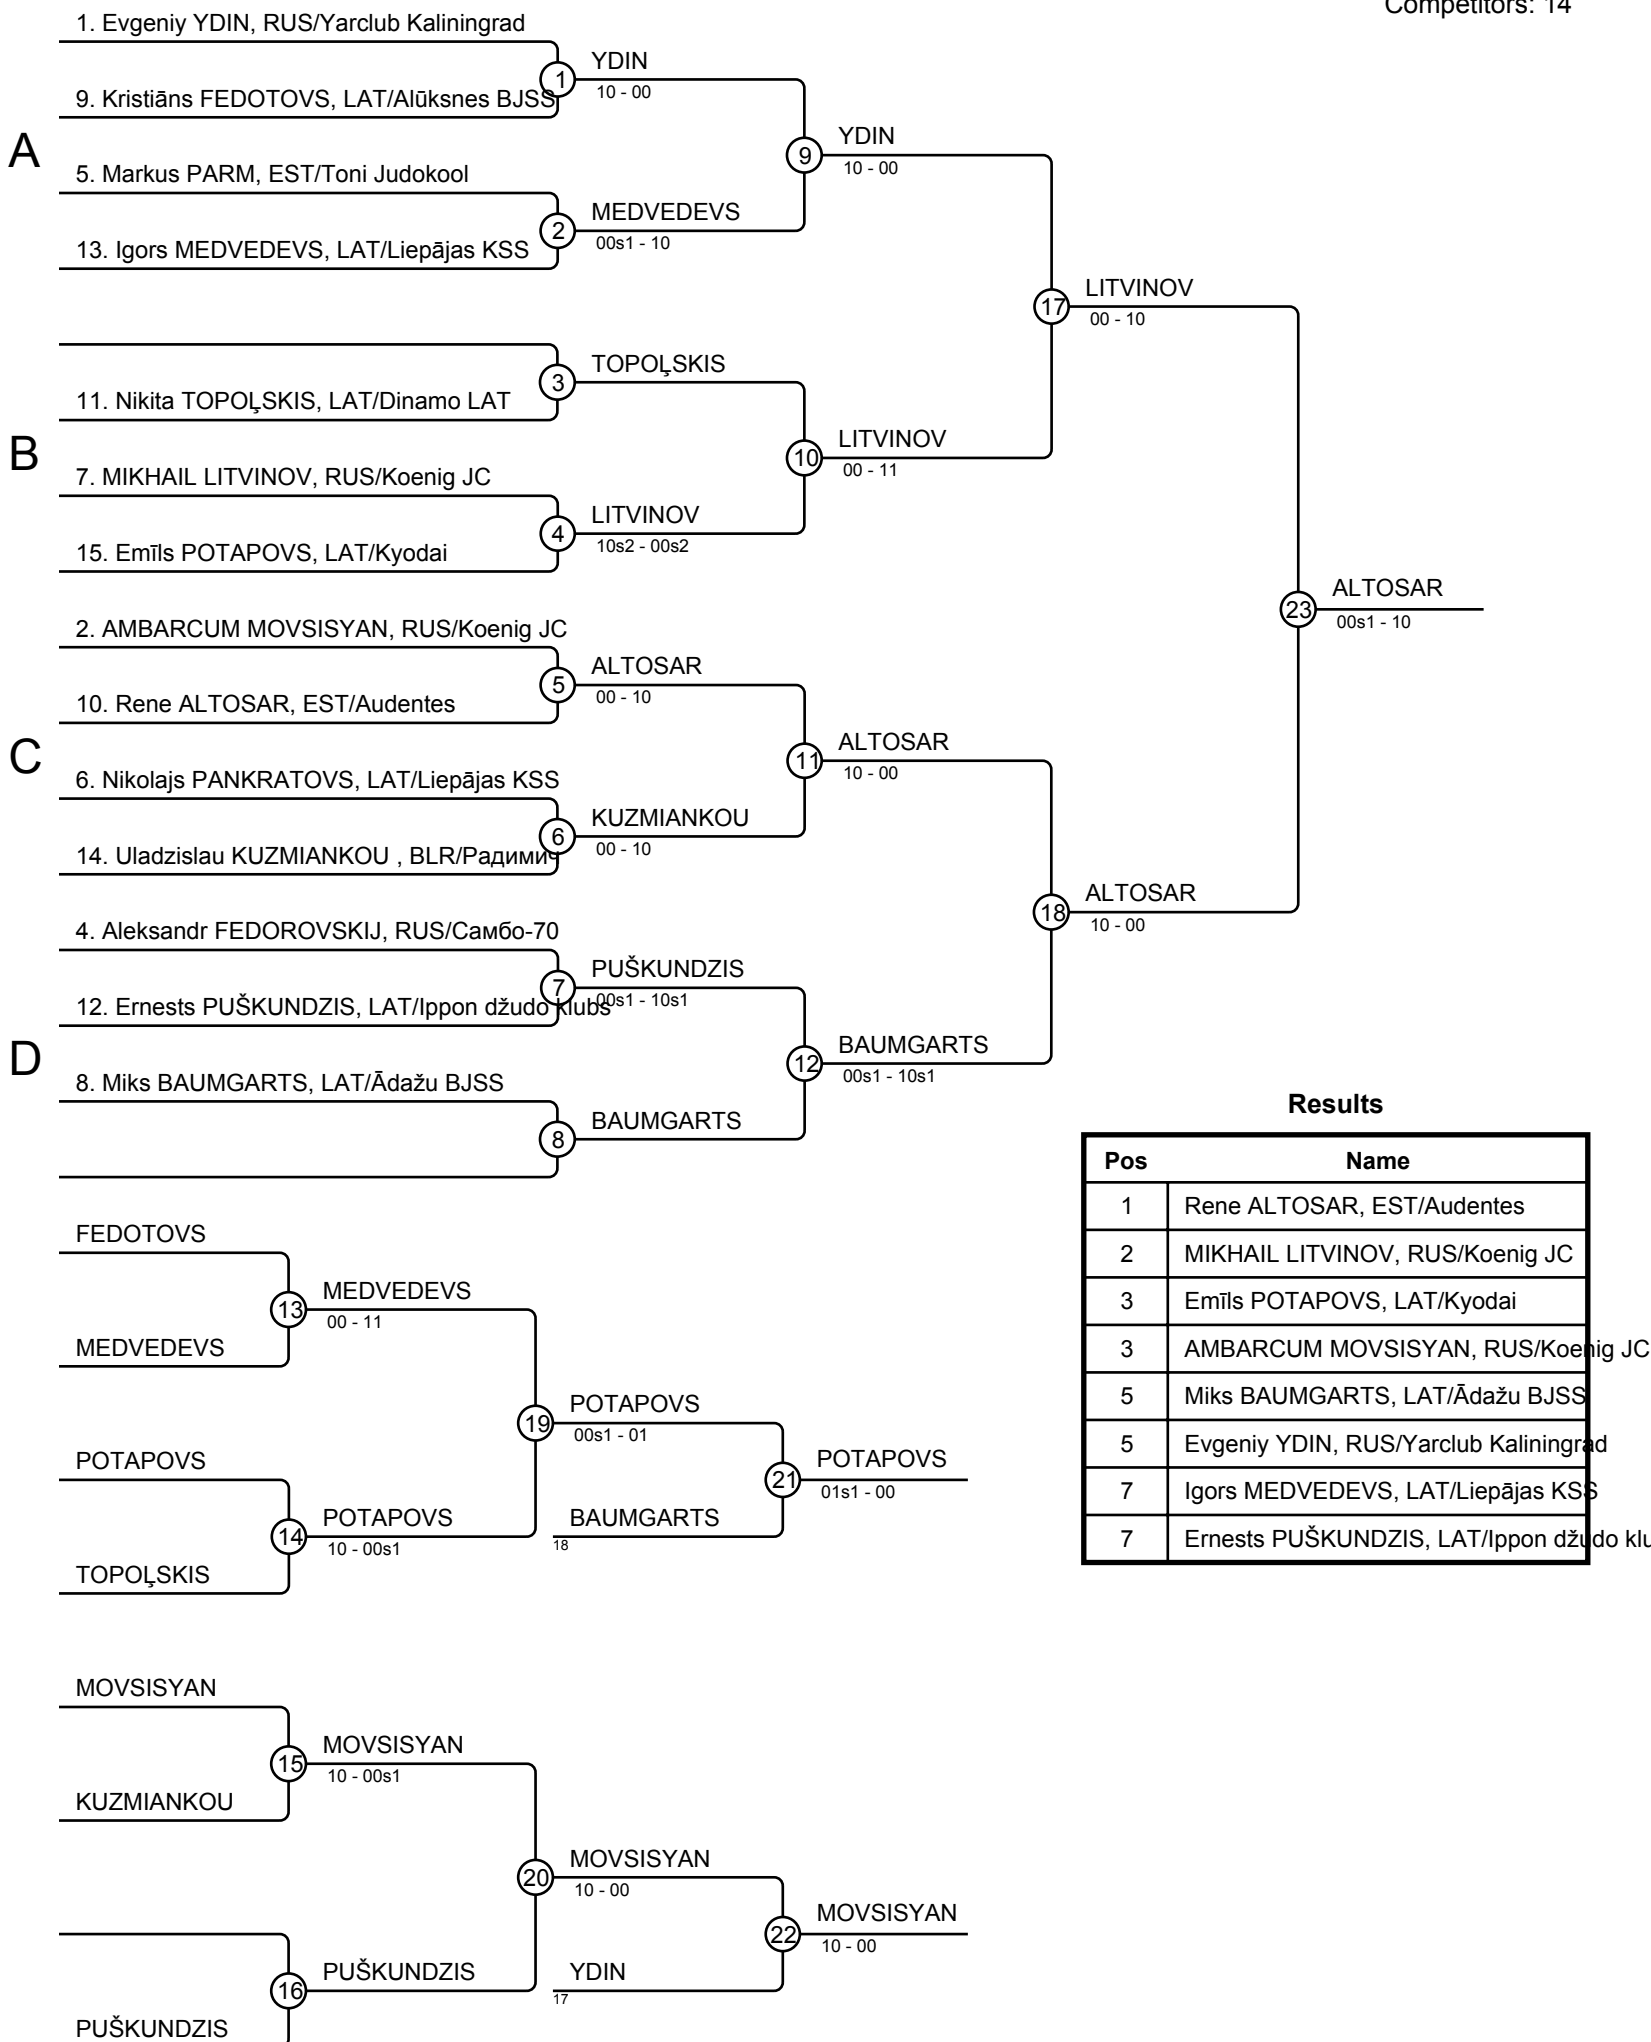 Competitors: 14
1. Evgeniy YDIN, RUS/Yarclub Kaliningrad
9. Kristiāns FEDOTOVS, LAT/Alūksnes BJSS
1
YDIN
10 - 00
A
5. Markus PARM, EST/Toni Judokool
13. Igors MEDVEDEVS, LAT/Liepājas KSS
2
MEDVEDEVS
00s1 - 10
9
YDIN
10 - 00
11. Nikita TOPOĻSKIS, LAT/Dinamo LAT
3
TOPOĻSKIS
B
7. MIKHAIL LITVINOV, RUS/Koenig JC
15. Emīls POTAPOVS, LAT/Kyodai
4
LITVINOV
10s2 - 00s2
10
LITVINOV
00 - 11
17
LITVINOV
00 - 10
2. AMBARCUM MOVSISYAN, RUS/Koenig JC
10. Rene ALTOSAR, EST/Audentes
5
ALTOSAR
00 - 10
C
6. Nikolajs PANKRATOVS, LAT/Liepājas KSS
14. Uladzislau KUZMIANKOU , BLR/Радимич
6
KUZMIANKOU
00 - 10
11
ALTOSAR
10 - 00
4. Aleksandr FEDOROVSKIJ, RUS/Самбо-70
12. Ernests PUŠKUNDZIS, LAT/Ippon džudo klubs
7
PUŠKUNDZIS
00s1 - 10s1
D
8. Miks BAUMGARTS, LAT/Ādažu BJSS
8
BAUMGARTS
12
BAUMGARTS
00s1 - 10s1
18
ALTOSAR
10 - 00
23
ALTOSAR
00s1 - 10
FEDOTOVS
MEDVEDEVS
13
MEDVEDEVS
00 - 11
POTAPOVS
TOPOĻSKIS
14
POTAPOVS
10 - 00s1
19
POTAPOVS
00s1 - 01
BAUMGARTS
18
21
POTAPOVS
01s1 - 00
MOVSISYAN
KUZMIANKOU
15
MOVSISYAN
10 - 00s1
PUŠKUNDZIS
16
PUŠKUNDZIS
20
MOVSISYAN
10 - 00
YDIN
17
22
MOVSISYAN
10 - 00
Results
Pos Name
1 Rene ALTOSAR, EST/Audentes
2 MIKHAIL LITVINOV, RUS/Koenig JC
3 Emīls POTAPOVS, LAT/Kyodai
3 AMBARCUM MOVSISYAN, RUS/Koenig JC
5 Miks BAUMGARTS, LAT/Ādažu BJSS
5 Evgeniy YDIN, RUS/Yarclub Kaliningrad
7 Igors MEDVEDEVS, LAT/Liepājas KSS
7 Ernests PUŠKUNDZIS, LAT/Ippon džudo